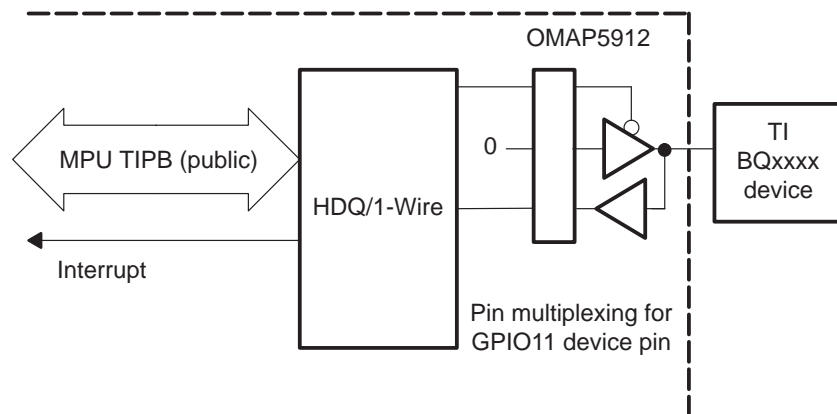 OMAP5912
MPU TIPB (public)
0
TI
BQxxxx
device
HDQ/1-Wire
Interrupt
Pin multiplexing for
GPIO11 device pin